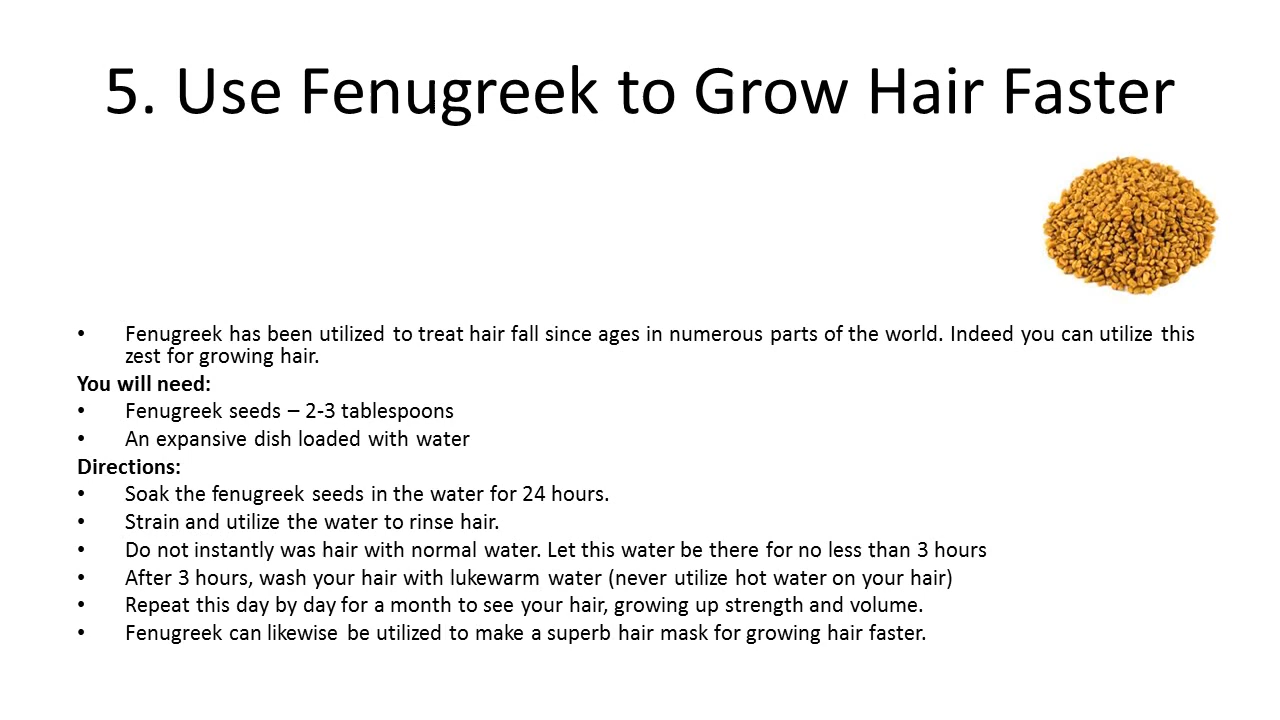 5. Use Fenugreek to Grow Hair Faster
• Fenugreek has been utilized to treat hair fall since ages in numerous parts of the world. Indeed you can utilize this
zest for growing hair.
You will need:
• Fenugreek seeds – 2-3 tablespoons
• An expansive dish loaded with water
Directions:
• Soak the fenugreek seeds in the water for 24 hours.
• Strain and utilize the water to rinse hair.
• Do not instantly was hair with normal water. Let this water be there for no less than 3 hours
• After 3 hours, wash your hair with lukewarm water (never utilize hot water on your hair)
• Repeat this day by day for a month to see your hair, growing up strength and volume.
• Fenugreek can likewise be utilized to make a superb hair mask for growing hair faster.